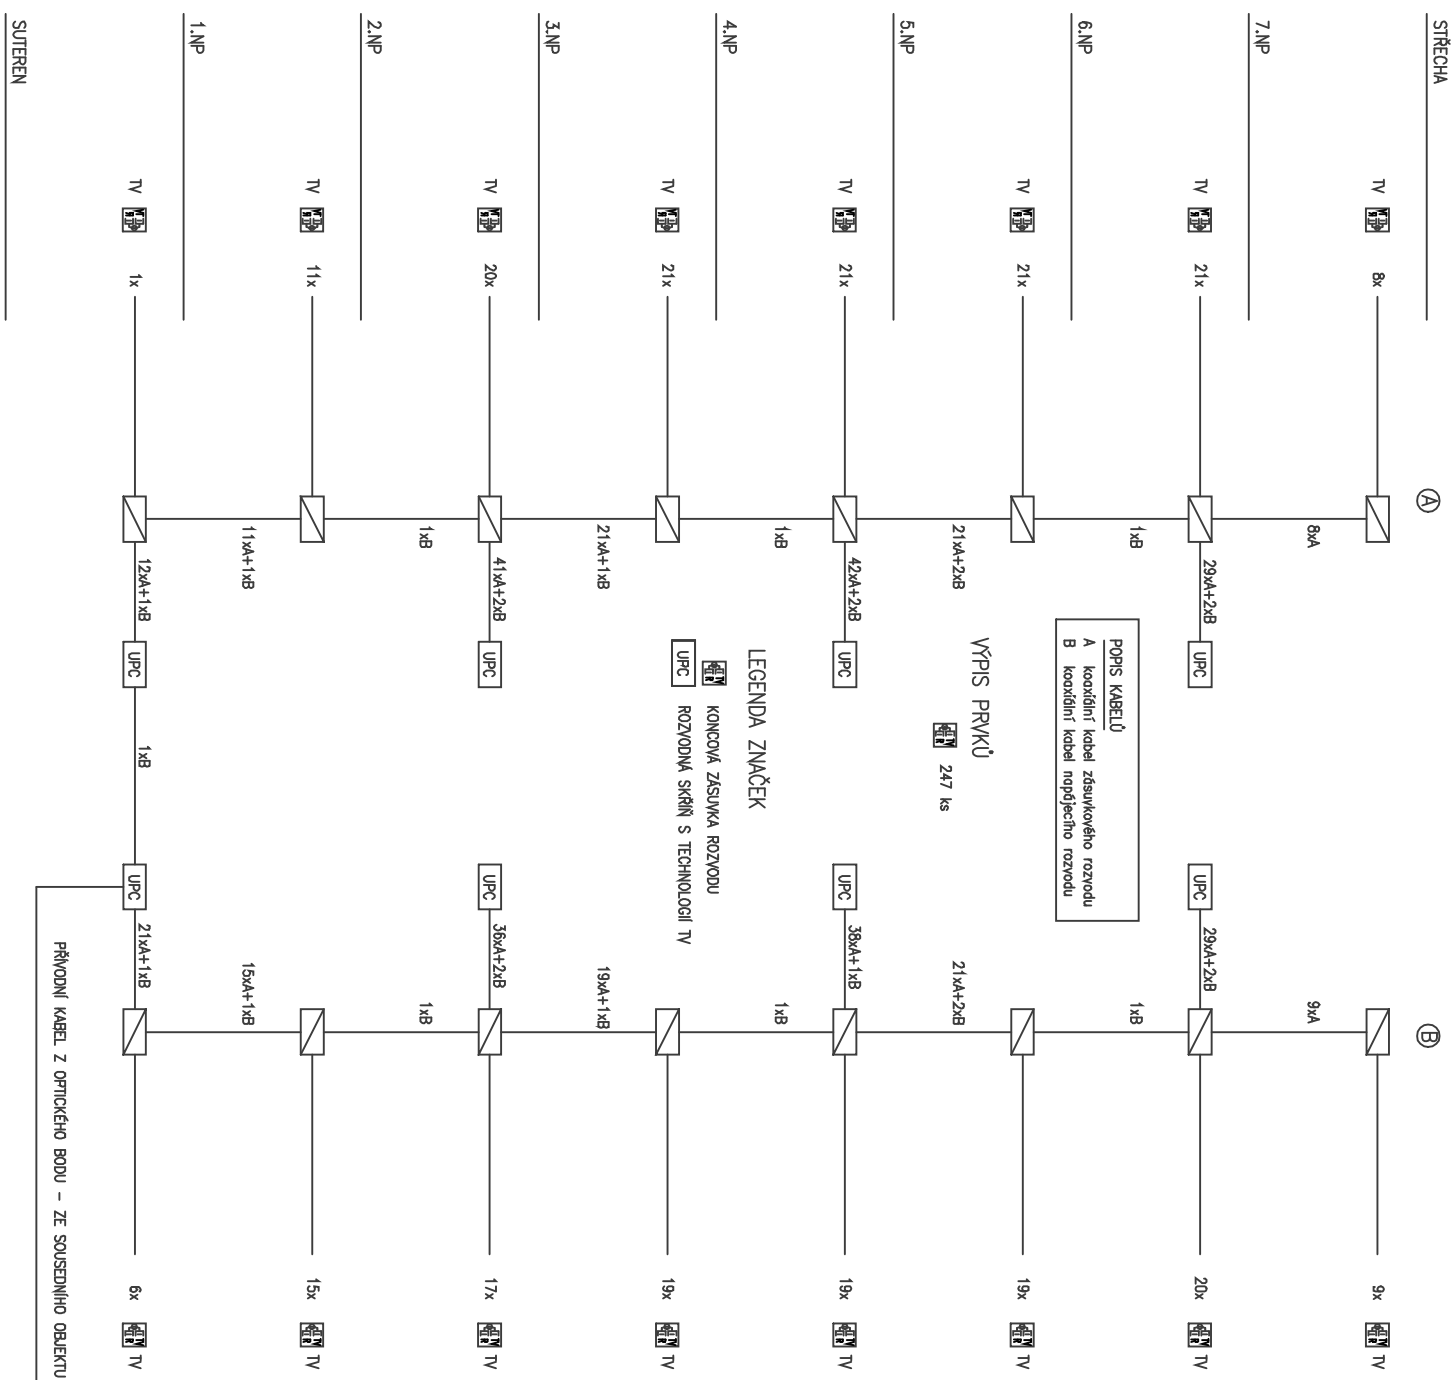 STŘECHA
Ⓐ
Ⓑ
TV
8x
8xA
9xA
9x
TV
7.NP
TV
21x
29xA+2xB
UPC
UPC
29xA+2xB
20x
TV
1xB
1xB
6.NP
TV
21x
19x
TV
21xA+2xB
21xA+2xB
5.NP
TV
21x
42xA+2xB
UPC
UPC
38xA+1xB
19x
TV
1xB
1xB
4.NP
TV
21x
19x
TV
21xA+1xB
19xA+1xB
3.NP
TV
20x
41xA+2xB
UPC
UPC
36xA+2xB
17x
TV
1xB
1xB
2.NP
TV
11x
15x
TV
11xA+1xB
15xA+1xB
1.NP
TV
1x
12xA+1xB
UPC
1xB
UPC
21xA+1xB
6x
TV
SUTEREN
PŘÍVODNÍ KABEL Z OPTICKÉHO BODU - ZE SOUSEDNÍHO OBJEKTU
POPIS KABELŮ
A koaxiální kabel zásuvkového rozvodu
B koaxiální kabel napájecího rozvodu
VÝPIS PRVKŮ
TV R 247 ks
LEGENDA ZNAČEK
TV R KONCOVÁ ZÁSUVKA ROZVODU
UPC ROZVODNÁ SKŘÍŇ S TECHNOLOGIÍ TV